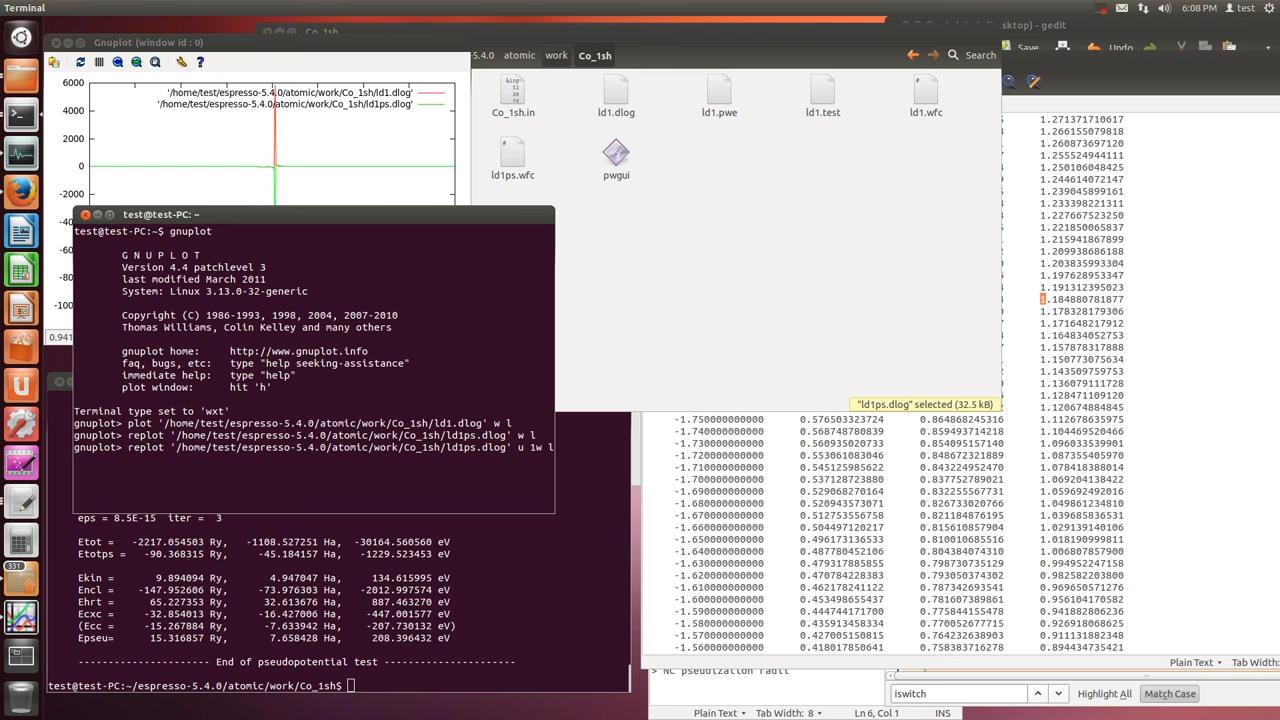 Terminal
6:08 PM
test
Gnuplot (window id : 0)
Co_1sh
sktop) - gedit
5.4.0
atomic
work
Co_1sh
Search
Save
Undo
6000
4000
2000
0
-2000
'/home/test/espresso-5.4.0/atomic/work/Co_1sh/ld1.dlog'
'/home/test/espresso-5.4.0/atomic/work/Co_1sh/ld1ps.dlog'
Co_1sh.in
ld1.dlog
ld1.pwe
ld1.test
ld1.wfc
ld1ps.wfc
pwgui
-40
-60
-80
-100
0.941
331
test@test-PC: ~
test@test-PC:~$ gnuplot
G N U P L O T
Version 4.4 patchlevel 3
last modified March 2011
System: Linux 3.13.0-32-generic
Copyright (C) 1986-1993, 1998, 2004, 2007-2010
Thomas Williams, Colin Kelley and many others
gnuplot home:     http://www.gnuplot.info
faq, bugs, etc:   type "help seeking-assistance"
immediate help:   type "help"
plot window:      hit 'h'
Terminal type set to 'wxt'
gnuplot> plot '/home/test/espresso-5.4.0/atomic/work/Co_1sh/ld1.dlog' w l
gnuplot> replot '/home/test/espresso-5.4.0/atomic/work/Co_1sh/ld1ps.dlog' w l
gnuplot> replot '/home/test/espresso-5.4.0/atomic/work/Co_1sh/ld1ps.dlog' u 1w l
eps = 8.5E-15  iter =  3
Etot =   -2217.054503 Ry,   -1108.527251 Ha,  -30164.560560 eV
Etotps =   -90.368315 Ry,     -45.184157 Ha,   -1229.523453 eV
Ekin =       9.894094 Ry,       4.947047 Ha,     134.615995 eV
Encl =    -147.952606 Ry,     -73.976303 Ha,   -2012.997574 eV
Ehrt =      65.227353 Ry,      32.613676 Ha,     887.463270 eV
Ecxc =     -32.854013 Ry,     -16.427006 Ha,    -447.001577 eV
(Ecc =     -15.267884 Ry,      -7.633942 Ha,    -207.730132 eV)
Epseu=      15.316857 Ry,       7.658428 Ha,     208.396432 eV
----------------------- End of pseudopotential test -----------------------
test@test-PC:~/espresso-5.4.0/atomic/work/Co_1sh$
1.271371710617
1.266155079818
1.260873697120
1.255524944111
1.250106048425
1.244614072147
1.239045899161
1.233398221311
1.227667523250
1.221850065837
1.215941867899
1.209939028751
1.203835993304
1.197628953347
1.191312395023
1.184880781877
1.178328179306
1.171648217912
1.164834052753
1.157878317888
1.150773075634
1.143509759753
1.136079111728
1.128471109210
1.120674884845
"ld1ps.dlog" selected (32.5 kB)
-1.750000000000 0.576503323724 0.864868245316 1.112678635975
-1.740000000000 0.568748780839 0.859493714218 1.104469520466
-1.730000000000 0.560935020733 0.854095157140 1.096033539901
-1.720000000000 0.553061083046 0.848672321889 1.087355405970
-1.710000000000 0.545125985622 0.843224952470 1.078418388014
-1.700000000000 0.537128723880 0.837752789001 1.069204138422
-1.690000000000 0.529068270164 0.832255567731 1.059692492016
-1.680000000000 0.520943573071 0.826733020766 1.049861234810
-1.670000000000 0.512753556758 0.821184876195 1.039685836531
-1.660000000000 0.504497120217 0.815610857904 1.029139140106
-1.650000000000 0.496173136533 0.810010685516 1.018190999811
-1.640000000000 0.487780452106 0.804384074310 1.006807857900
-1.630000000000 0.479317885855 0.798730735129 0.994952247158
-1.620000000000 0.470784228383 0.793050374342 0.982582203800
-1.610000000000 0.462178241122 0.787342693541 0.969650571276
-1.600000000000 0.453498655437 0.781607389861 0.956104170582
-1.590000000000 0.444744171700 0.775844155478 0.941882806236
-1.580000000000 0.435913458334 0.770052677715 0.926918068625
-1.570000000000 0.427005150815 0.764232638903 0.911131882348
-1.560000000000 0.418017850641 0.758383716278 0.894434735421
Plain Text
Tab Width:
> NC pseudization radii
iswitch
Highlight All
Match Case
Plain Text
Tab Width: 8
Ln 6, Col 1
INS